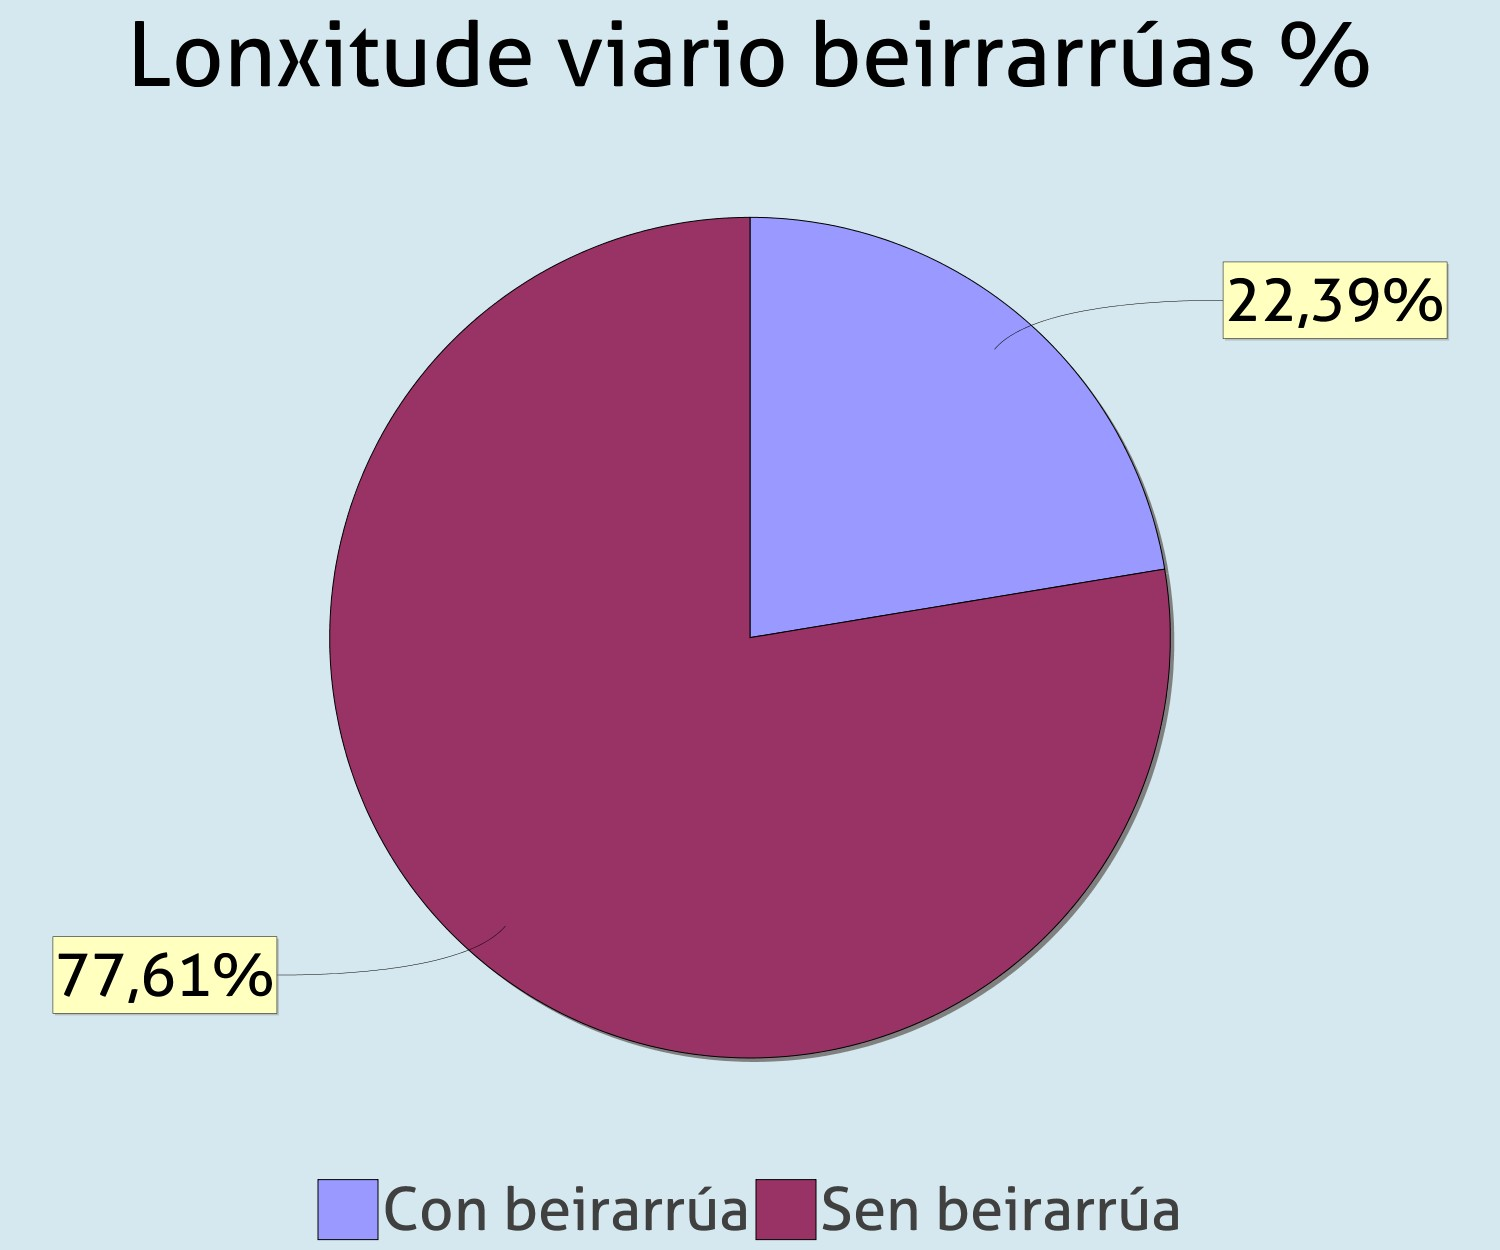 Lonxitude viario beirrarrúas %
22,39%
77,61%
Con beirarrúa Sen beirarrúa